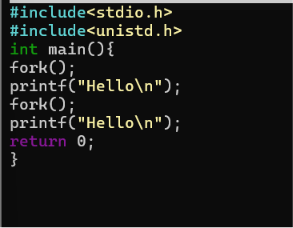 #include<stdio.h>
#include<unistd.h>
int main(){
fork();
printf("Hello\n");
fork();
printf("Hello\n");
return 0;
}